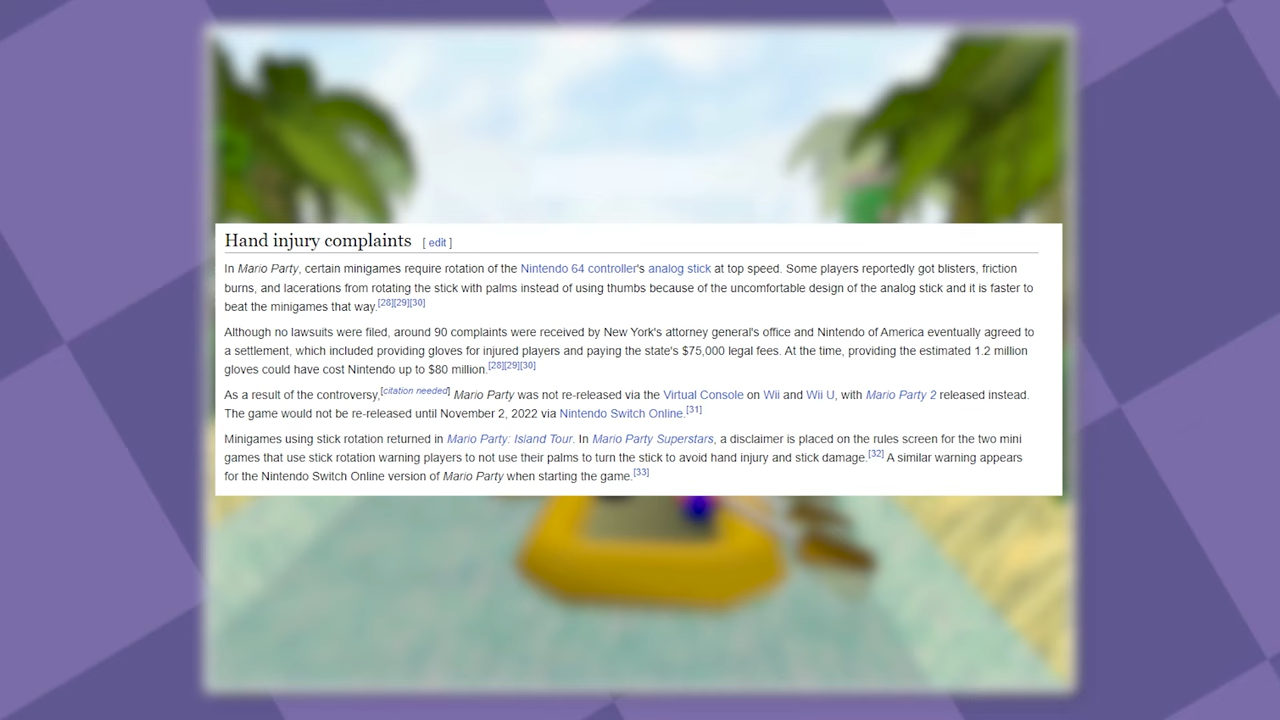 Hand injury complaints [ edit ]
In Mario Party, certain minigames require rotation of the Nintendo 64 controller's analog stick at top speed. Some players reportedly got blisters, friction
burns, and lacerations from rotating the stick with palms instead of using thumbs because of the uncomfortable design of the analog stick and it is faster to
beat the minigames that way.[28][29][30]
Although no lawsuits were filed, around 90 complaints were received by New York's attorney general's office and Nintendo of America eventually agreed to
a settlement, which included providing gloves for injured players and paying the state's $75,000 legal fees. At the time, providing the estimated 1.2 million
gloves could have cost Nintendo up to $80 million.[28][29][30]
As a result of the controversy,[citation needed] Mario Party was not re-released via the Virtual Console on Wii and Wii U, with Mario Party 2 released instead.
The game would not be re-released until November 2, 2022 via Nintendo Switch Online.[31]
Minigames using stick rotation returned in Mario Party: Island Tour. In Mario Party Superstars, a disclaimer is placed on the rules screen for the two mini
games that use stick rotation warning players to not use their palms to turn the stick to avoid hand injury and stick damage.[32] A similar warning appears
for the Nintendo Switch Online version of Mario Party when starting the game.[33]